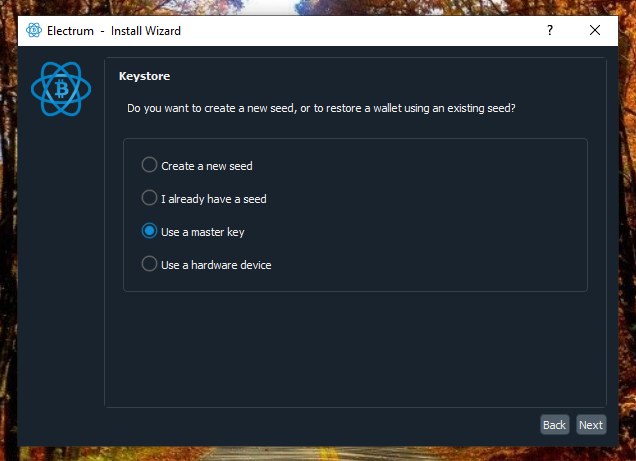 Electrum - Install Wizard
?
Keystore
Do you want to create a new seed, or to restore a wallet using an existing seed?
Create a new seed
I already have a seed
Use a master key
Use a hardware device
Back Next